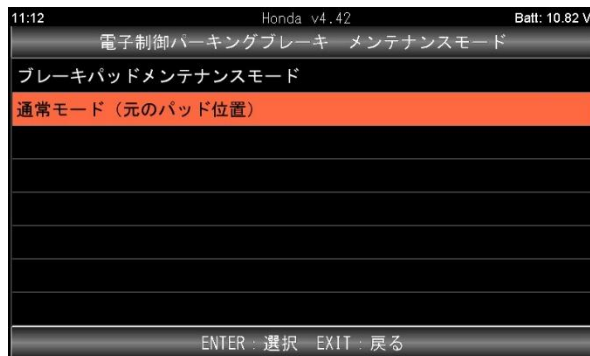 11:12 Honda v4.42 Batt: 10.82 V
電子制御パーキングブレーキ メンテナンスモード
ブレーキパッドメンテナンスモード
通常モード（元のパッド位置）
ENTER：選択 EXIT：戻る